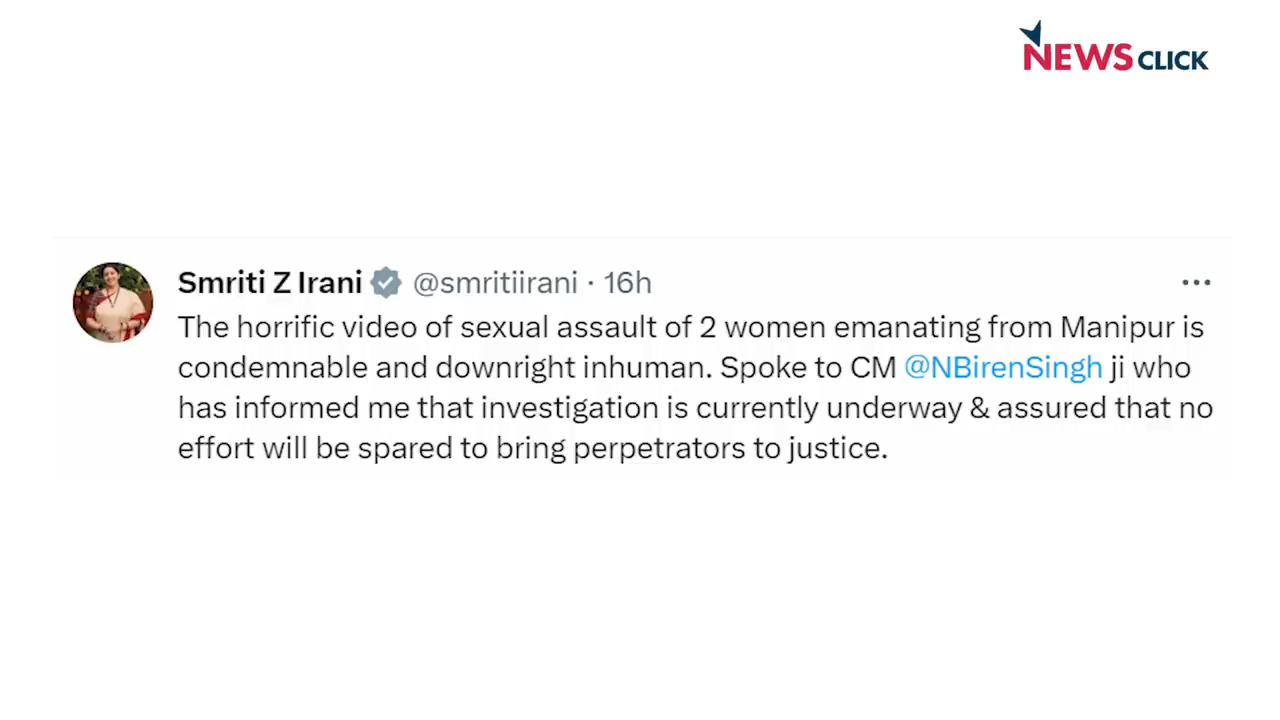 NEWS CLICK
Smriti Z Irani @smritiirani · 16h
The horrific video of sexual assault of 2 women emanating from Manipur is
condemnable and downright inhuman. Spoke to CM @NBirenSingh ji who
has informed me that investigation is currently underway & assured that no
effort will be spared to bring perpetrators to justice.